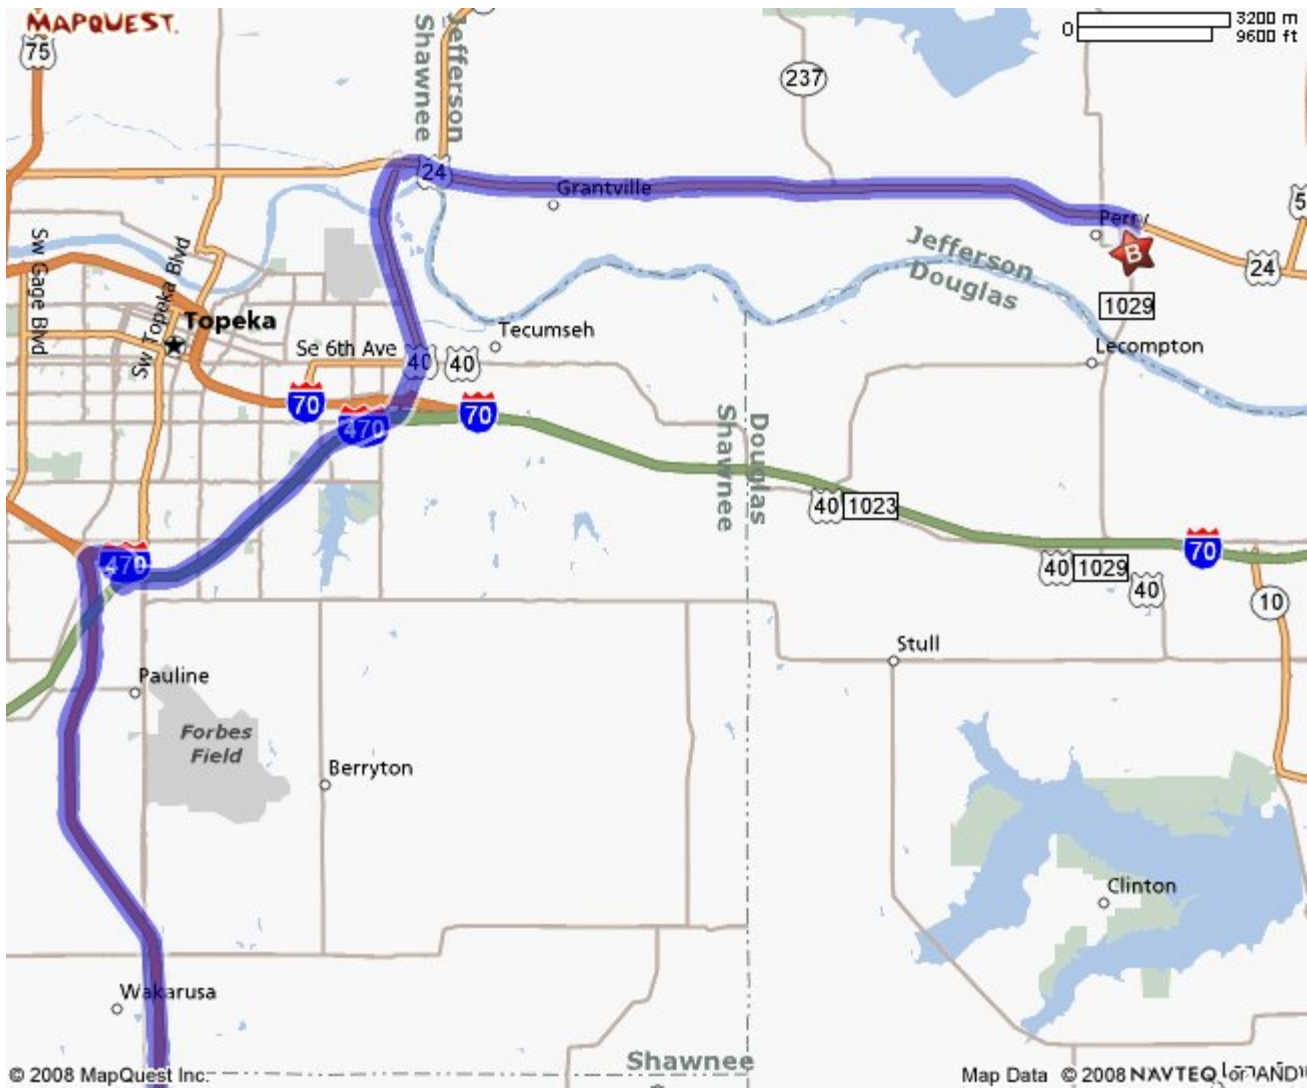 MAPQUEST.
3200 m
0
9600 ft
75
Jefferson
Shawnee
237
24
Grantville
5
Perry
B
24
Jefferson
Douglas
1029
Sw Gage Blvd
Sw Topeka Blvd
Topeka
Tecumseh
Se 6th Ave
40
40
Lecompton
70
470
70
Douglas
Shawnee
40
1023
470
70
40
1029
40
10
Stull
Pauline
Forbes
Field
Berryton
Clinton
Wakarusa
Shawnee
© 2008 MapQuest Inc.
Map Data © 2008 NAVTEQ